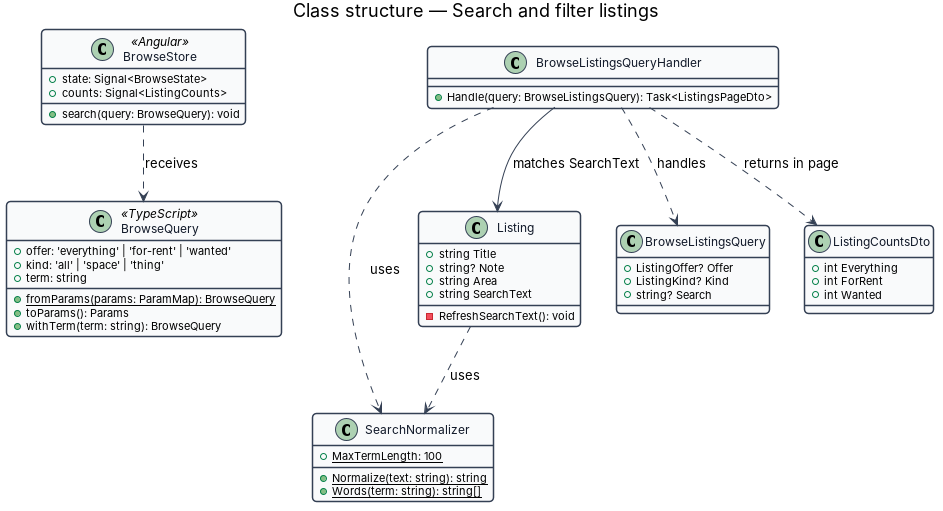 Class structure — Search and filter listings
«Angular»
BrowseStore
state: Signal<BrowseState>
counts: Signal<ListingCounts>
search(query: BrowseQuery): void
C
BrowseListingsQueryHandler
Handle(query: BrowseListingsQuery): Task<ListingsPageDto>
C
receives
matches SearchText
handles
returns in page
«TypeScript»
BrowseQuery
offer: 'everything' | 'for-rent' | 'wanted'
kind: 'all' | 'space' | 'thing'
term: string
fromParams(params: ParamMap): BrowseQuery
toParams(): Params
withTerm(term: string): BrowseQuery
C
uses
Listing
string Title
string? Note
string Area
string SearchText
RefreshSearchText(): void
C
BrowseListingsQuery
ListingOffer? Offer
ListingKind? Kind
string? Search
C
ListingCountsDto
int Everything
int ForRent
int Wanted
C
uses
SearchNormalizer
MaxTermLength: 100
Normalize(text: string): string
Words(term: string): string[]
C